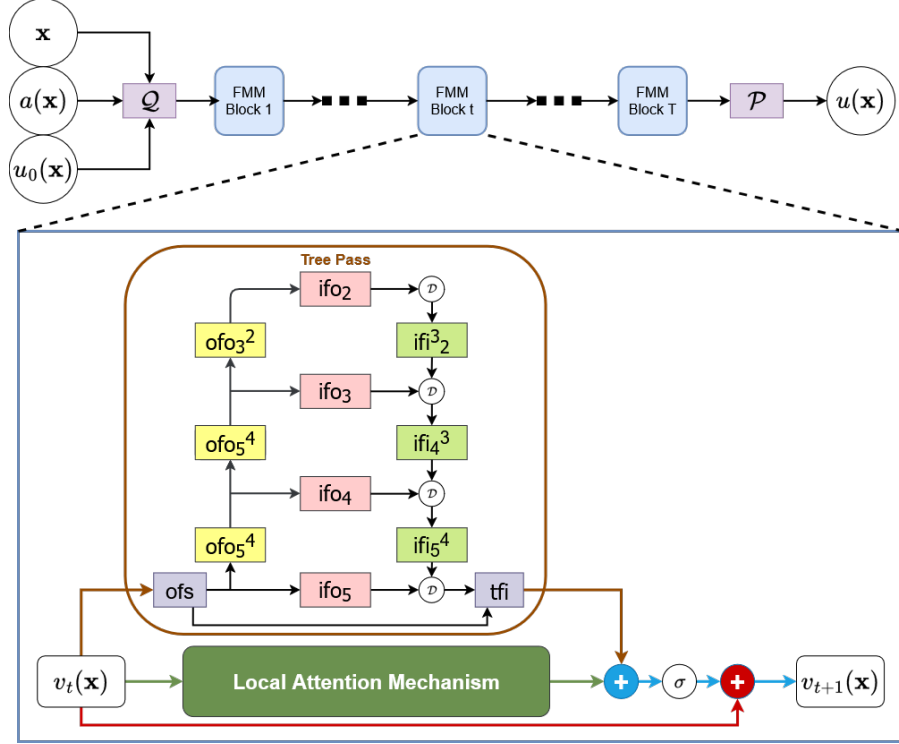 x
a(x)
u₀(x)
Q
FMM
Block 1
FMM
Block t
FMM
Block T
P
u(x)
Tree Pass
ifo₂
D
ofo₃²
ifi³₂
ifo₃
D
ofo₅⁴
ifi₄³
ifo₄
D
ofo₅⁴
ifi₅⁴
ofs
ifo₅
D
tfi
vₜ(x)
Local Attention Mechanism
+
σ
+
vₜ₊₁(x)